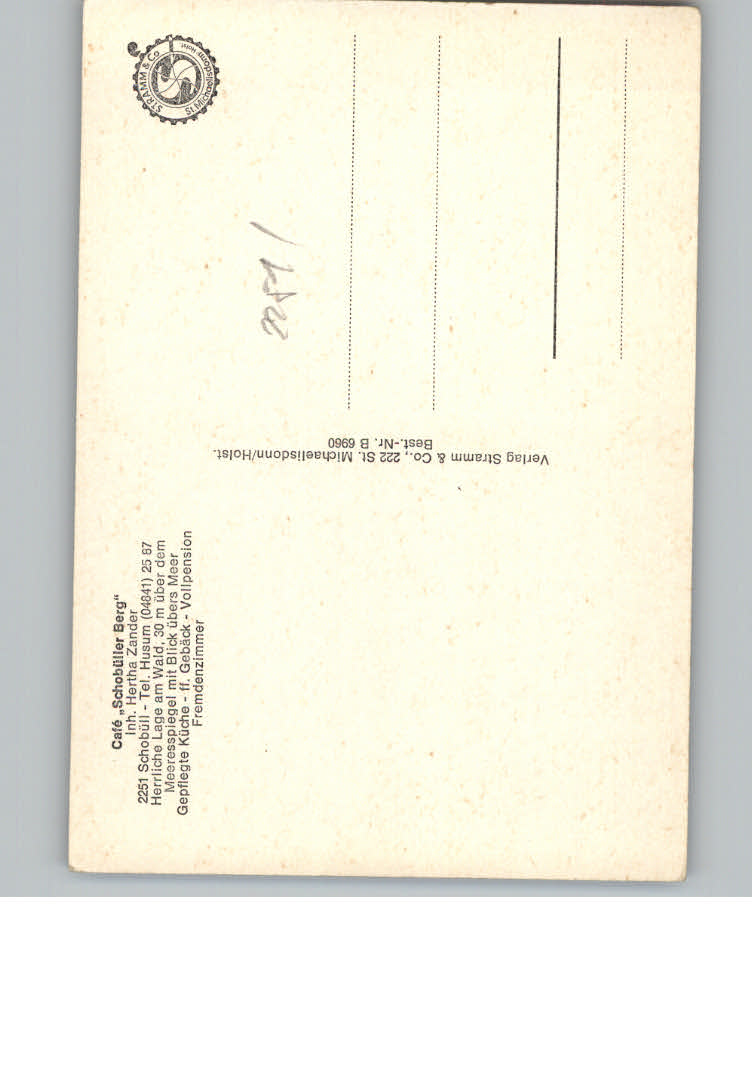 Café „Schobüller Berg“
Inh. Hertha Zander
2251 Schobüll - Tel. Husum (04841) 25 87
Herrliche Lage am Wald, 30 m über dem
Meeresspiegel mit Blick übers Meer
Gepflegte Küche - ff. Gebäck - Vollpension
Fremdenzimmer
Verlag Stramm & Co., 222 St. Michaelisdonn/Holst.
Best.-Nr. B 6960
STRAMM & Co
St. Michaelisdonn/Holst.
2251 /